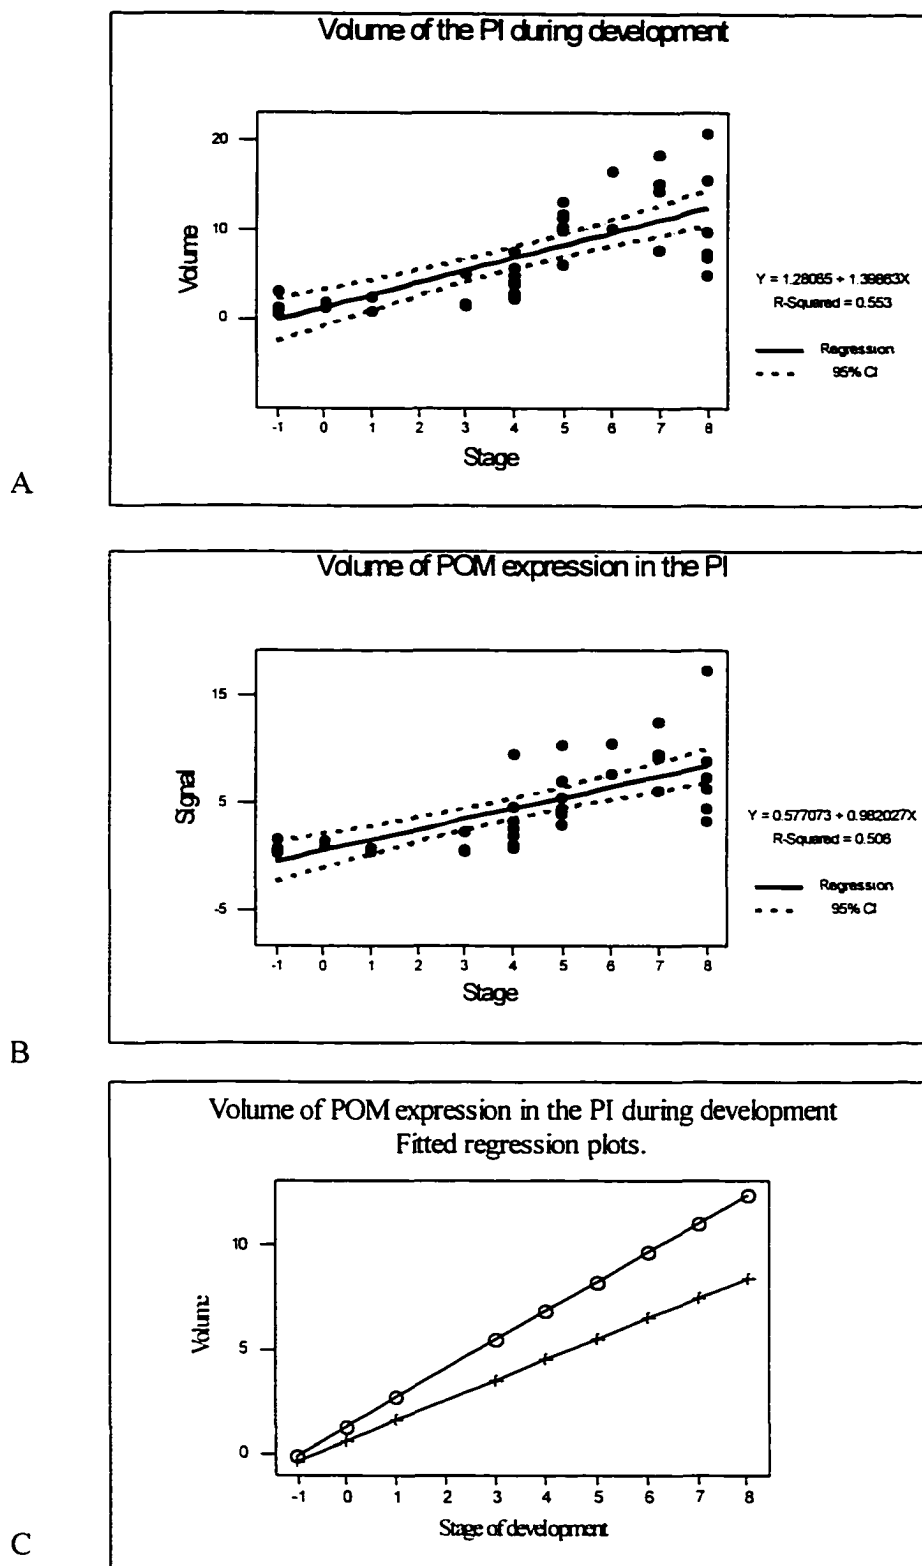 Volume of the PI during development
20
10
0
Volume
-1 0 1 2 3 4 5 6 7 8
Stage
Y = 1.28085 + 1.39863X
R-Squared = 0.553
Regression
95% CI
A
Volume of POM expression in the PI
15
5
-5
Signal
-1 0 1 2 3 4 5 6 7 8
Stage
Y = 0.577073 + 0.982027X
R-Squared = 0.506
Regression
95% CI
B
Volume of POM expression in the PI during development
Fitted regression plots.
10
5
0
Volume
-1 0 1 2 3 4 5 6 7 8
Stage of development
C